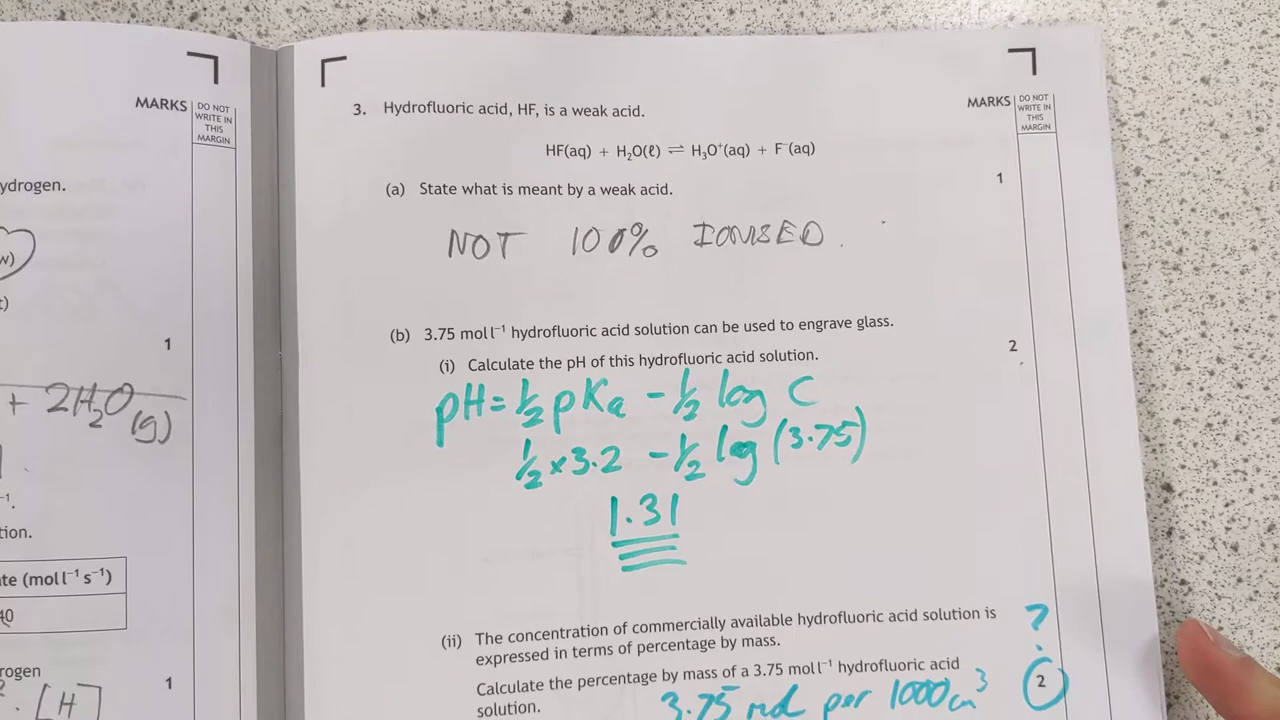 MARKS
DO NOT
WRITE IN
THIS
MARGIN
ydrogen.
w)
t)
1
+ 2H₂O(g)
⁻¹.
tion.
te (mol l⁻¹ s⁻¹)
40
rogen
1
. [H]
MARKS
DO NOT
WRITE IN
THIS
MARGIN
3. Hydrofluoric acid, HF, is a weak acid.
HF(aq) + H₂O(ℓ) ⇌ H₃O⁺(aq) + F⁻(aq)
(a) State what is meant by a weak acid. 1
NOT 100% IONISED.
(b) 3.75 mol l⁻¹ hydrofluoric acid solution can be used to engrave glass.
(i) Calculate the pH of this hydrofluoric acid solution. 2
pH = ½ pKa - ½ log C
½ × 3.2 - ½ log (3.75)
1.31
(ii) The concentration of commercially available hydrofluoric acid solution is ?
expressed in terms of percentage by mass.
Calculate the percentage by mass of a 3.75 mol l⁻¹ hydrofluoric acid 2
solution.
3.75 mol per 1000cm³